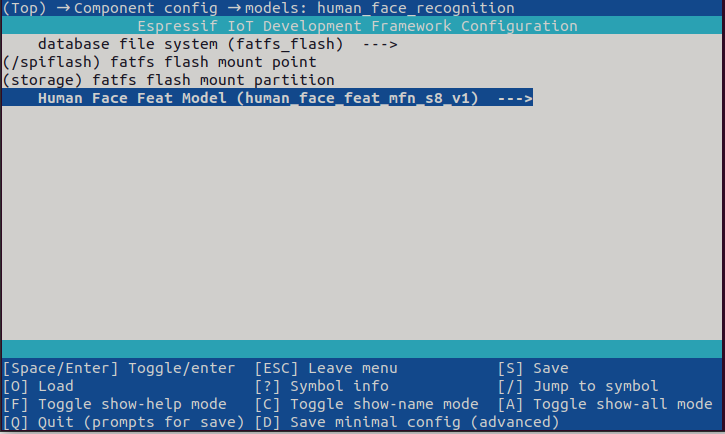 (Top) → Component config → models: human_face_recognition
Espressif IoT Development Framework Configuration
database file system (fatfs_flash)  --->
(/spiflash) fatfs flash mount point
(storage) fatfs flash mount partition
Human Face Feat Model (human_face_feat_mfn_s8_v1)  --->
[Space/Enter] Toggle/enter  [ESC] Leave menu  [S] Save
[O] Load  [?] Symbol info  [/] Jump to symbol
[F] Toggle show-help mode  [C] Toggle show-name mode  [A] Toggle show-all mode
[Q] Quit (prompts for save)  [D] Save minimal config (advanced)